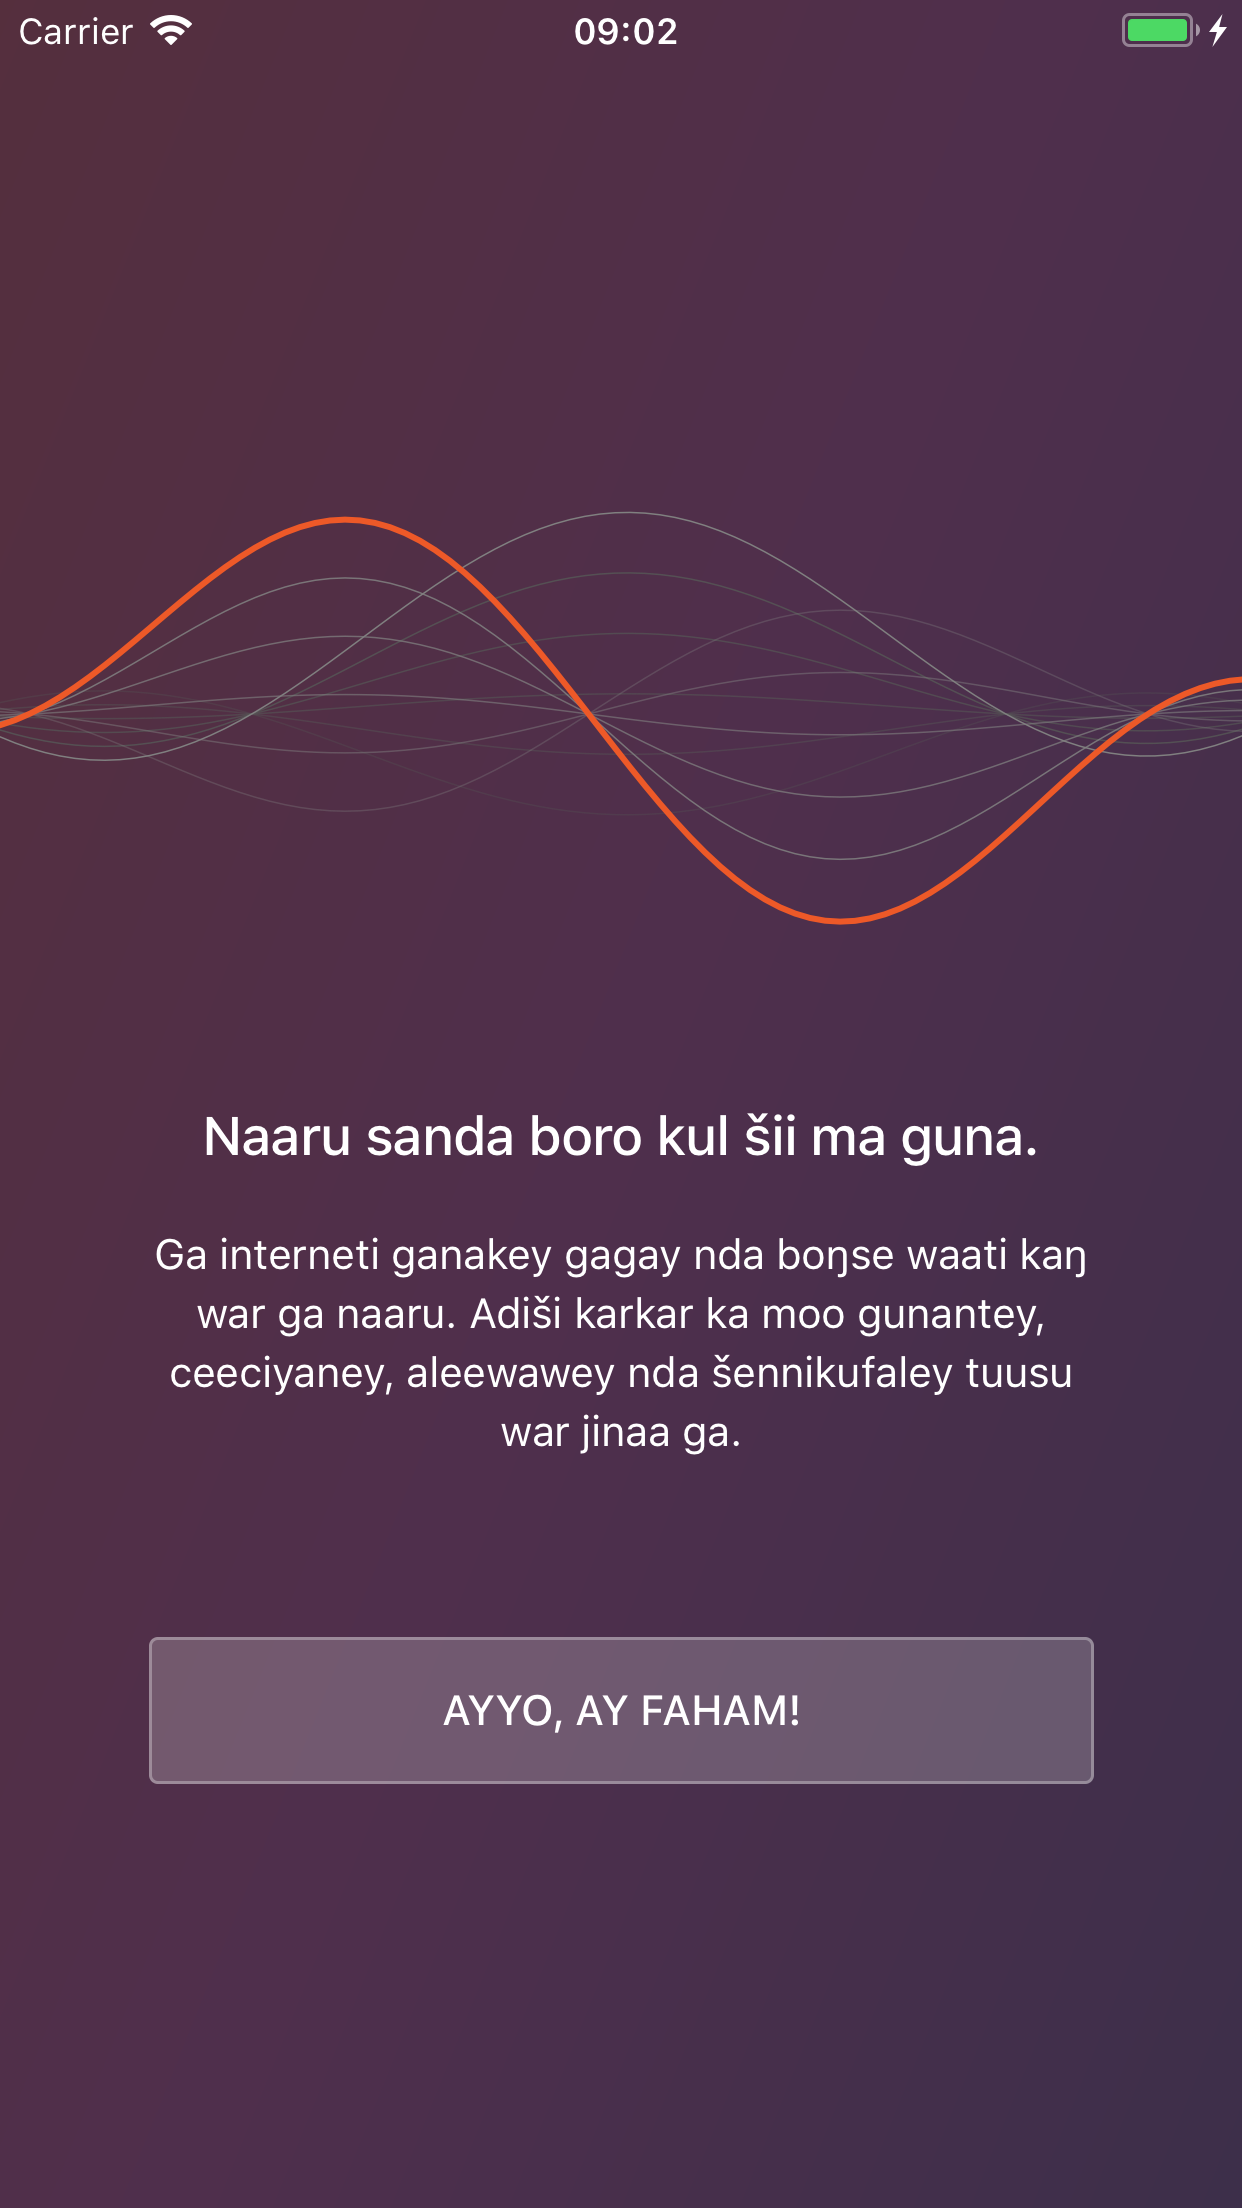 Carrier
09:02
Naaru sanda boro kul šii ma guna.
Ga interneti ganakey gagay nda boŋse waati kaŋ
war ga naaru. Adiši karkar ka moo gunantey,
ceeciyaney, aleewawey nda šennikufaley tuusu
war jinaa ga.
AYYO, AY FAHAM!